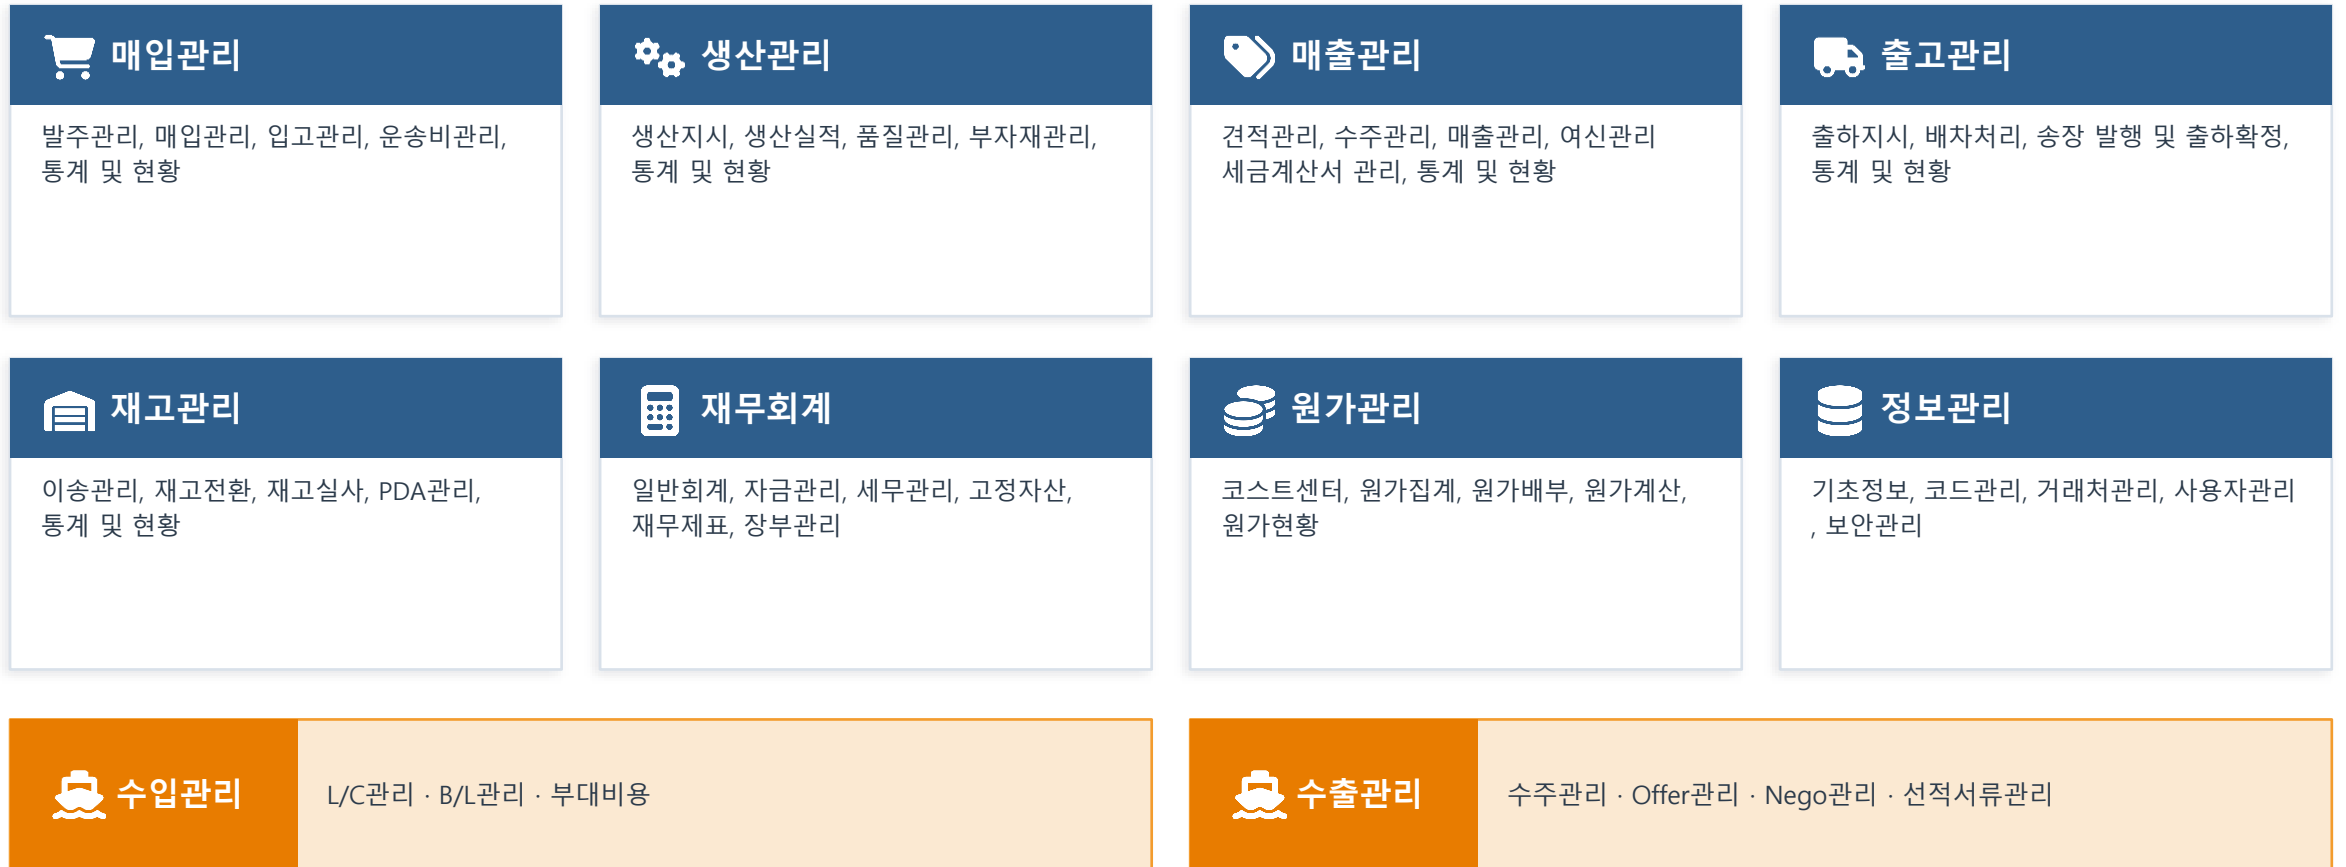 매입관리
발주관리, 매입관리, 입고관리, 운송비관리,
통계 및 현황
생산관리
생산지시, 생산실적, 품질관리, 부자재관리,
통계 및 현황
매출관리
견적관리, 수주관리, 매출관리, 여신관리
세금계산서 관리, 통계 및 현황
출고관리
출하지시, 배차처리, 송장 발행 및 출하확정,
통계 및 현황
재고관리
이송관리, 재고전환, 재고실사, PDA관리,
통계 및 현황
재무회계
일반회계, 자금관리, 세무관리, 고정자산,
재무제표, 장부관리
원가관리
코스트센터, 원가집계, 원가배부, 원가계산,
원가현황
정보관리
기초정보, 코드관리, 거래처관리, 사용자관리
, 보안관리
수입관리
L/C관리 · B/L관리 · 부대비용
수출관리
수주관리 · Offer관리 · Nego관리 · 선적서류관리